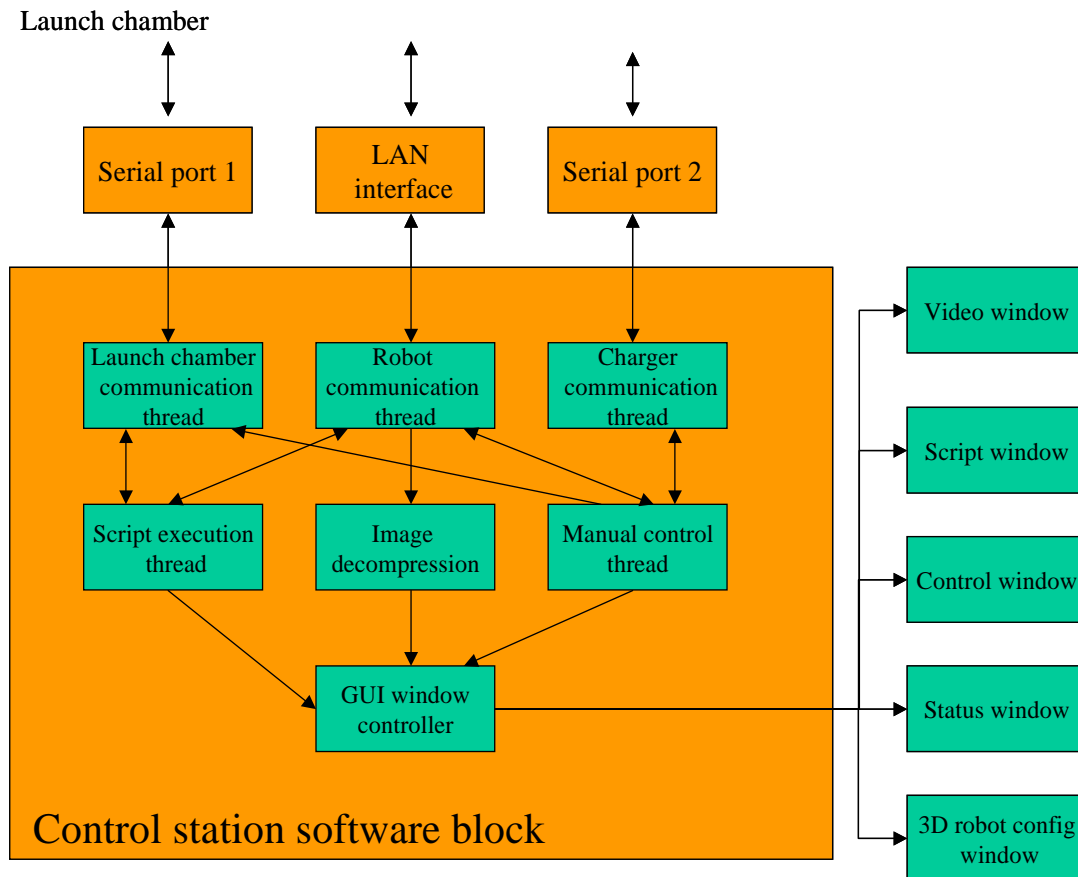 Launch chamber
Serial port 1
LAN
interface
Serial port 2
Launch chamber
communication
thread
Robot
communication
thread
Charger
communication
thread
Script execution
thread
Image
decompression
Manual control
thread
GUI window
controller
Control station software block
Video window
Script window
Control window
Status window
3D robot config
window